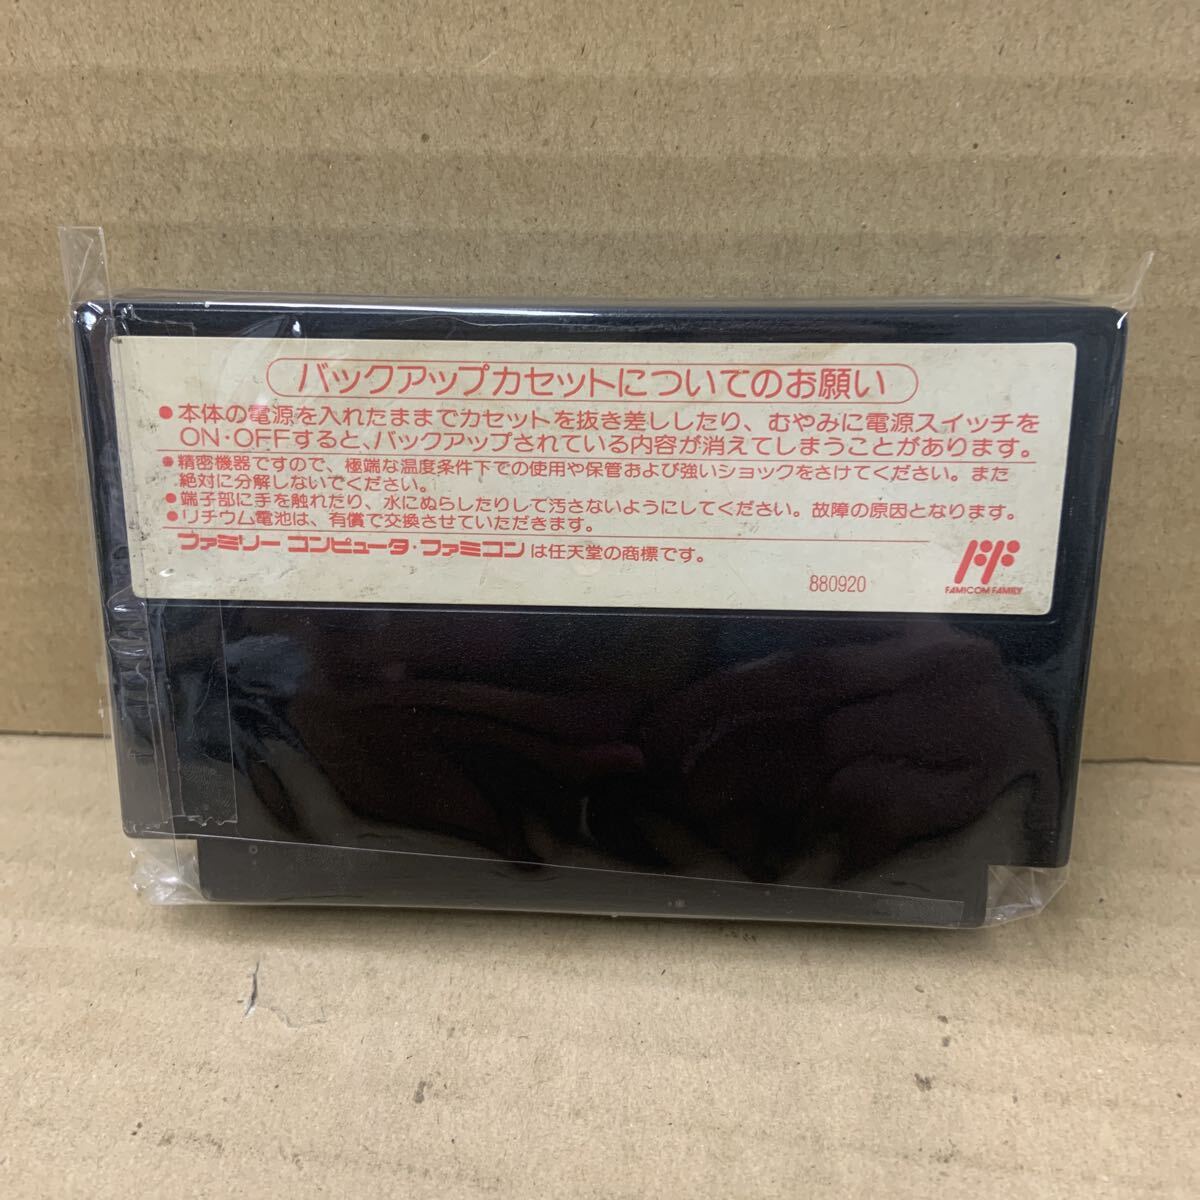 バックアップカセットについてのお願い
●本体の電源を入れたままでカセットを抜き差ししたり、むやみに電源スイッチを
ON・OFFすると、バックアップされている内容が消えてしまうことがあります。
●精密機器ですので、極端な温度条件下での使用や保管および強いショックをさけてください。また
絶対に分解しないでください。
●端子部に手を触れたり、水にぬらしたりして汚さないようにしてください。故障の原因となります。
●リチウム電池は、有償で交換させていただきます。
ファミリーコンピュータ・ファミコンは任天堂の商標です。
880920
FAMICOM FAMILY